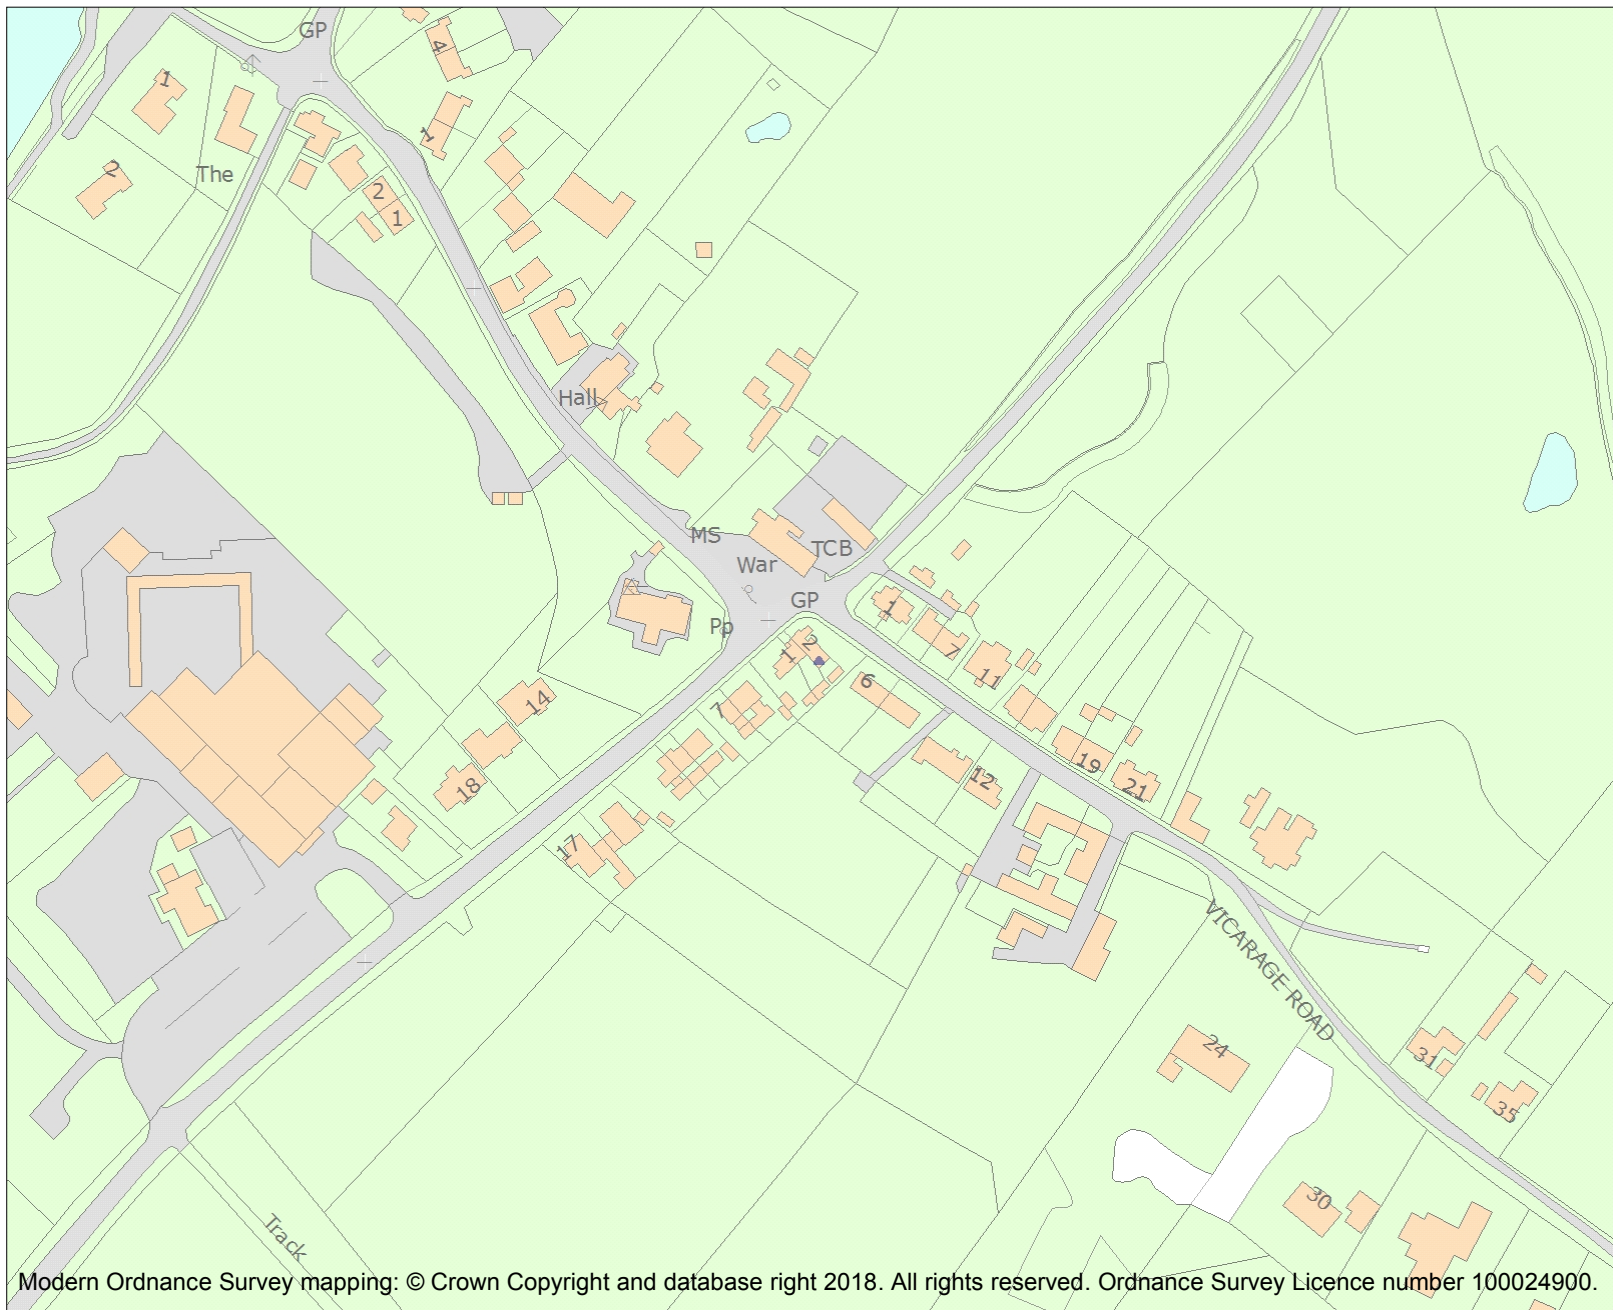 GP
4
1
1
2
The
2
1
Hall
MS
War
TCB
GP
Pp
1
1
2
7
11
6
14
7
18
19
21
12
17
VICARAGE ROAD
24
31
35
30
Track
Modern Ordnance Survey mapping: © Crown Copyright and database right 2018. All rights reserved. Ordnance Survey Licence number 100024900.